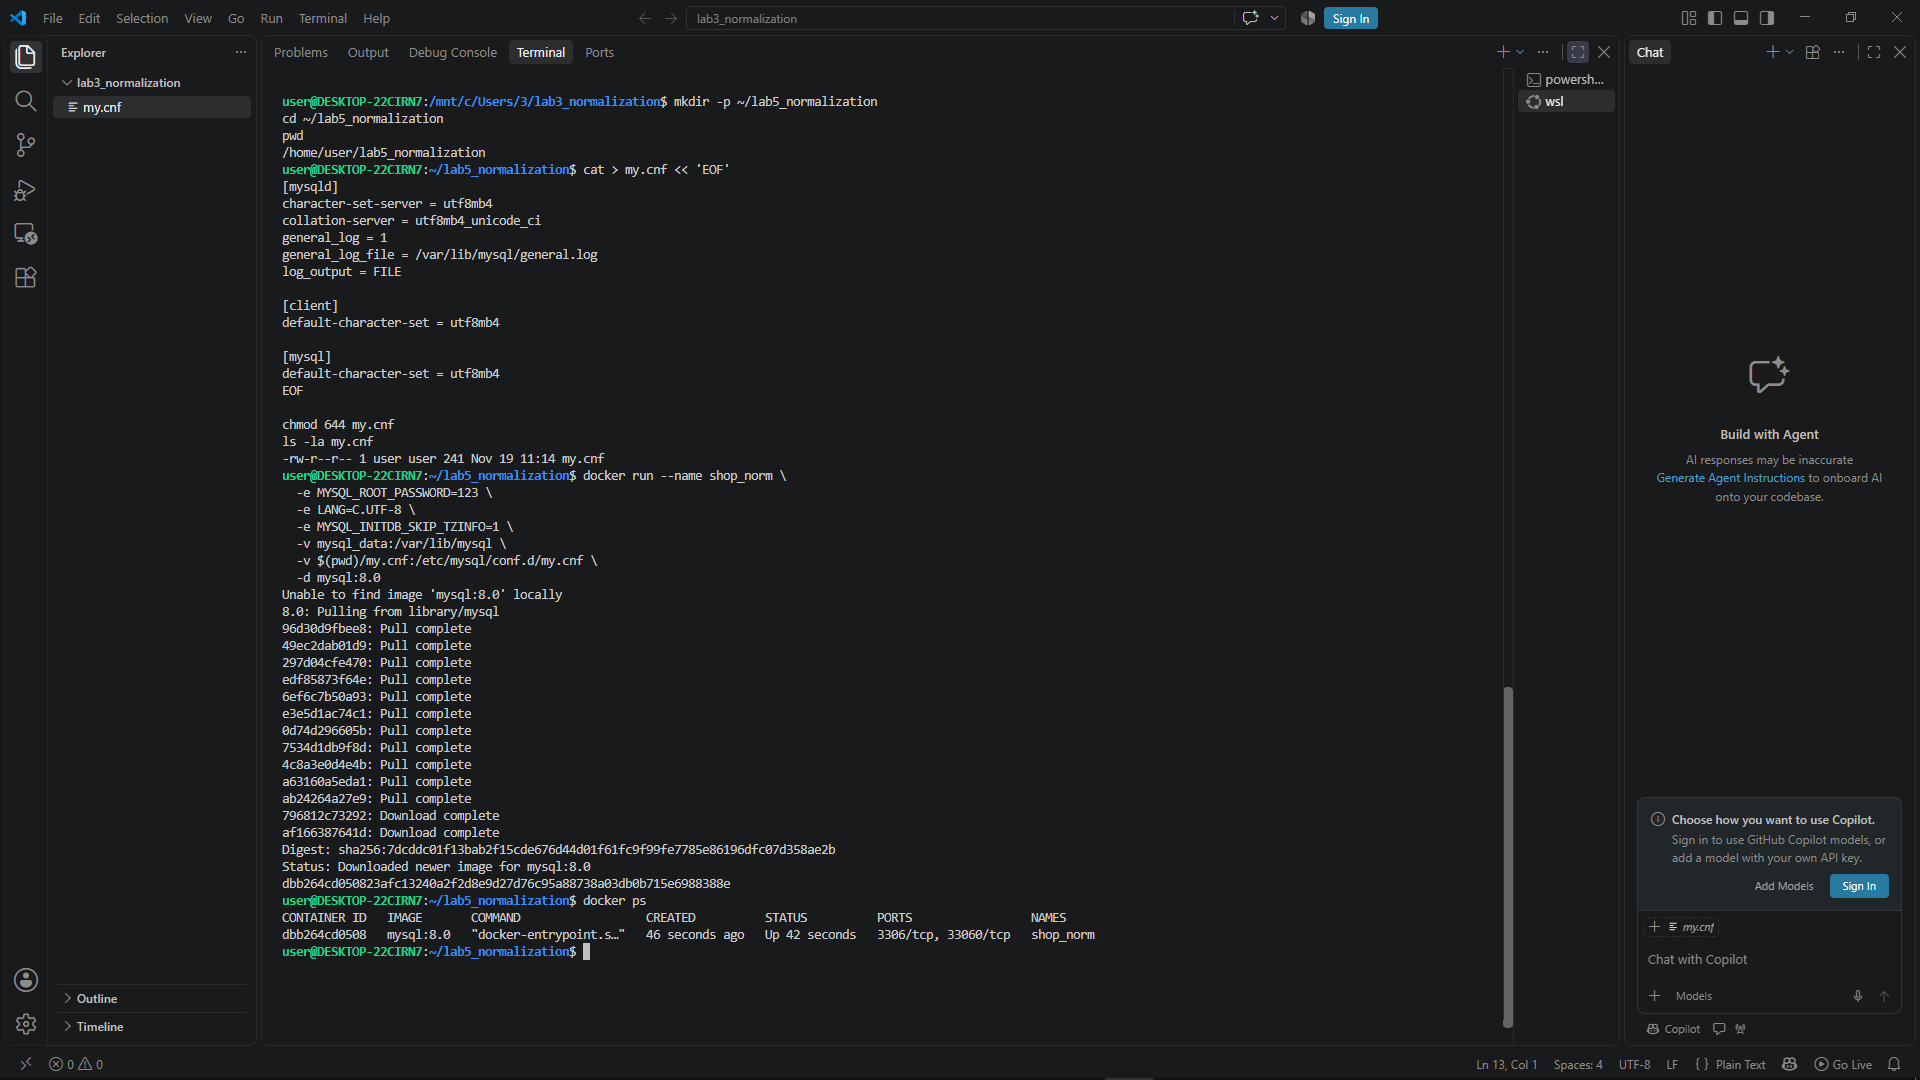 File Edit Selection View Go Run Terminal Help
lab3_normalization
Sign In
Explorer
lab3_normalization
my.cnf
Outline
Timeline
Problems Output Debug Console Terminal Ports
powersh...
wsl
user@DESKTOP-22CIRN7:/mnt/c/Users/3/lab3_normalization$ mkdir -p ~/lab5_normalization
cd ~/lab5_normalization
pwd
/home/user/lab5_normalization
user@DESKTOP-22CIRN7:~/lab5_normalization$ cat > my.cnf << 'EOF'
[mysqld]
character-set-server = utf8mb4
collation-server = utf8mb4_unicode_ci
general_log = 1
general_log_file = /var/lib/mysql/general.log
log_output = FILE
[client]
default-character-set = utf8mb4
[mysql]
default-character-set = utf8mb4
EOF
chmod 644 my.cnf
ls -la my.cnf
-rw-r--r-- 1 user user 241 Nov 19 11:14 my.cnf
user@DESKTOP-22CIRN7:~/lab5_normalization$ docker run --name shop_norm \
-e MYSQL_ROOT_PASSWORD=123 \
-e LANG=C.UTF-8 \
-e MYSQL_INITDB_SKIP_TZINFO=1 \
-v mysql_data:/var/lib/mysql \
-v $(pwd)/my.cnf:/etc/mysql/conf.d/my.cnf \
-d mysql:8.0
Unable to find image 'mysql:8.0' locally
8.0: Pulling from library/mysql
96d30d9fbee8: Pull complete
49ec2dab01d9: Pull complete
297d04cfe470: Pull complete
edf85873f64e: Pull complete
6ef6c7b50a93: Pull complete
e3e5d1ac74c1: Pull complete
0d74d296605b: Pull complete
7534d1db9f8d: Pull complete
4c8a3e0d4e4b: Pull complete
a63160a5eda1: Pull complete
ab24264a27e9: Pull complete
796812c73292: Download complete
af166387641d: Download complete
Digest: sha256:7dcddc01f13bab2f15cde676d44d01f61fc9f99fe7785e86196dfc07d358ae2b
Status: Downloaded newer image for mysql:8.0
dbb264cd050823afc13240a2f2d8e9d27d76c95a88738a03db0b715e6988388e
user@DESKTOP-22CIRN7:~/lab5_normalization$ docker ps
CONTAINER ID IMAGE COMMAND CREATED STATUS PORTS NAMES
dbb264cd0508 mysql:8.0 "docker-entrypoint.s…" 46 seconds ago Up 42 seconds 3306/tcp, 33060/tcp shop_norm
user@DESKTOP-22CIRN7:~/lab5_normalization$
Chat
Build with Agent
AI responses may be inaccurate
Generate Agent Instructions to onboard AI
onto your codebase.
Choose how you want to use Copilot.
Sign in to use GitHub Copilot models, or
add a model with your own API key.
Add Models Sign In
my.cnf
Chat with Copilot
Models
Copilot
0 0
Ln 13, Col 1 Spaces: 4 UTF-8 LF { } Plain Text Go Live